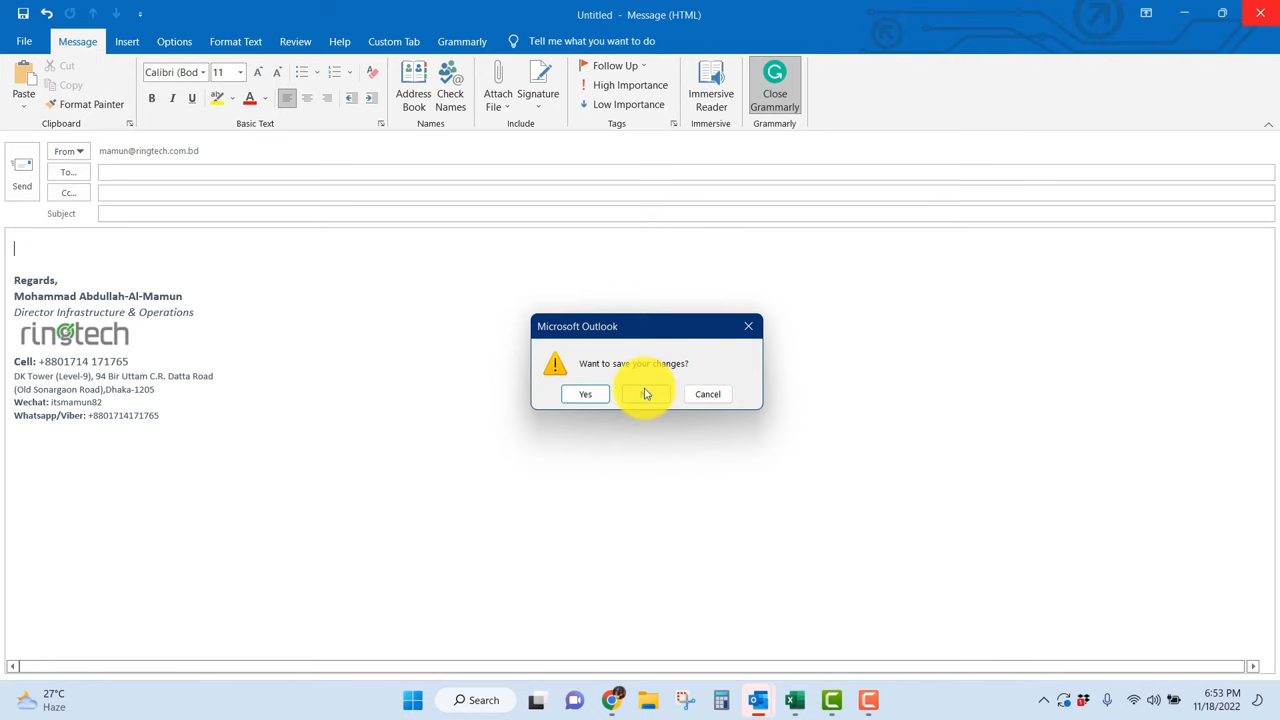 Untitled - Message (HTML)
File Message Insert Options Format Text Review Help Custom Tab Grammarly Tell me what you want to do
Paste
Cut
Copy
Format Painter
Clipboard
Calibri (Bod 11
B I U A
Basic Text
Address Book
Check Names
Names
Attach File
Signature
Include
Follow Up
High Importance
Low Importance
Tags
Immersive Reader
Immersive
Close Grammarly
Grammarly
Send
From mamun@ringtech.com.bd
To...
Cc...
Subject
Regards,
Mohammad Abdullah-Al-Mamun
Director Infrastructure & Operations
ringtech
Cell: +8801714 171765
DK Tower (Level-9), 94 Bir Uttam C.R. Datta Road
(Old Sonargaon Road),Dhaka-1205
Wechat: itsmamun82
Whatsapp/Viber: +8801714171765
Microsoft Outlook
Want to save your changes?
Yes Cancel
27°C
Haze
Search
6:53 PM
11/18/2022